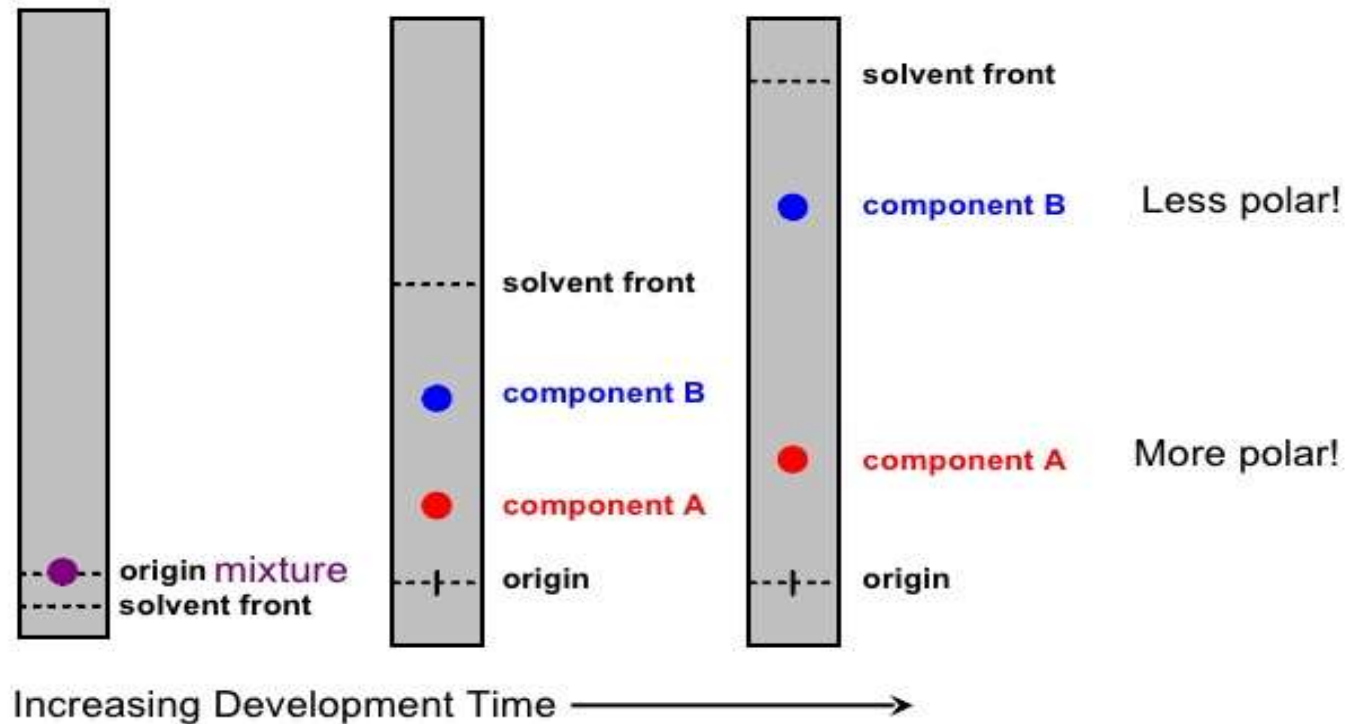 origin mixture
solvent front
solvent front
component B
component A
origin
solvent front
component B Less polar!
component A More polar!
origin
Increasing Development Time